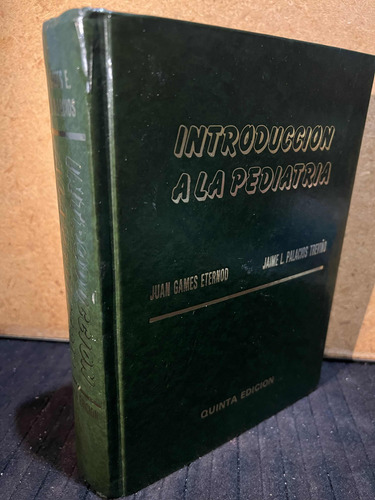 INTRODUCCION
A LA PEDIATRIA
JUAN GAMES ETERNOD
JAIME L. PALACIOS TREVIÑO
QUINTA EDICION